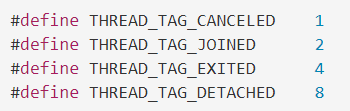 #define THREAD_TAG_CANCELED    1
#define THREAD_TAG_JOINED      2
#define THREAD_TAG_EXITED      4
#define THREAD_TAG_DETACHED    8